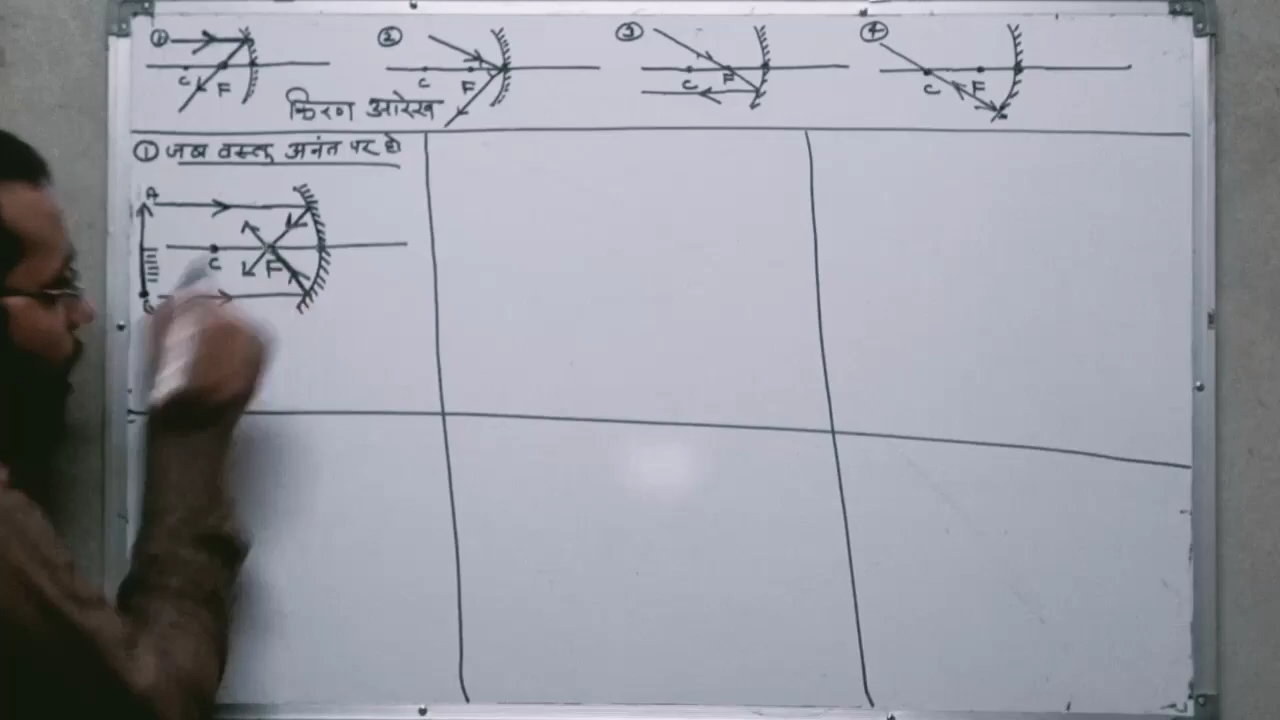 ① ② ③ ④
C F C F C F C F
किरण आरेख
① जब वस्तु अनंत पर हो
A
C F